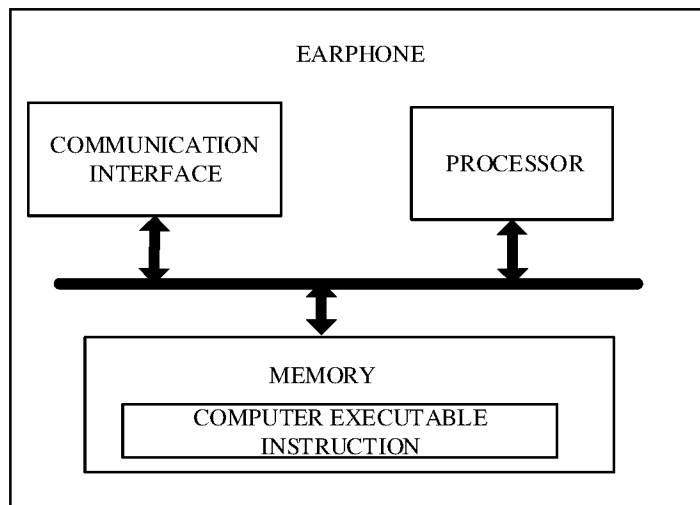 EARPHONE
COMMUNICATION
INTERFACE
PROCESSOR
MEMORY
COMPUTER EXECUTABLE
INSTRUCTION